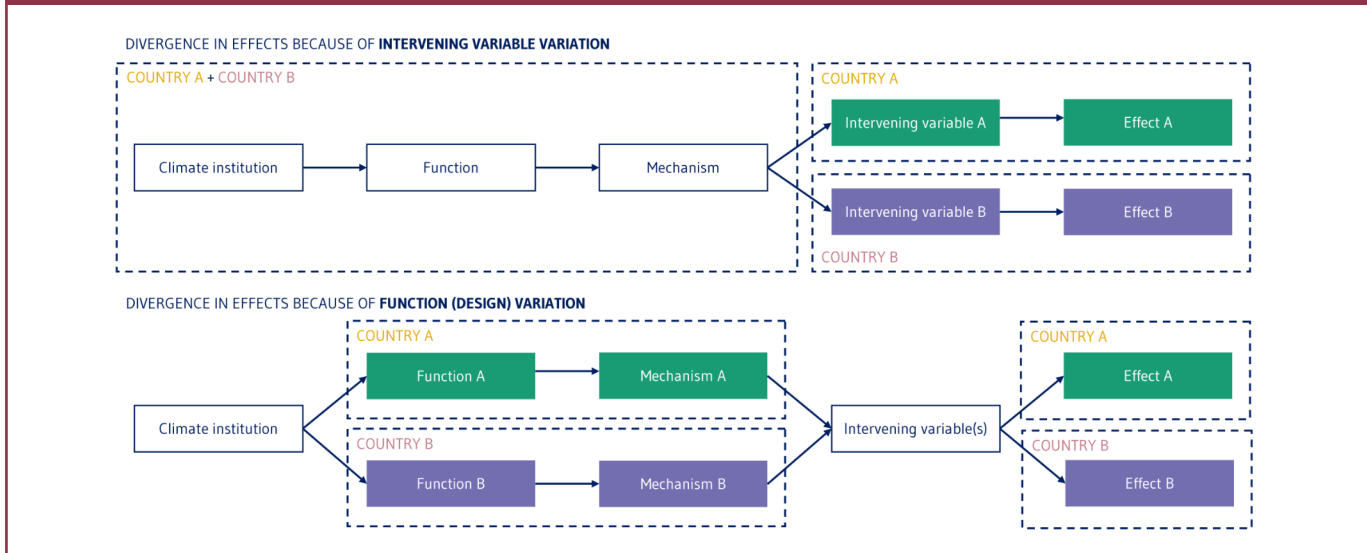 DIVERGENCE IN EFFECTS BECAUSE OF INTERVENING VARIABLE VARIATION
COUNTRY A + COUNTRY B
COUNTRY A
Climate institution
Function
Mechanism
Intervening variable A
Effect A
Intervening variable B
Effect B
COUNTRY B
DIVERGENCE IN EFFECTS BECAUSE OF FUNCTION (DESIGN) VARIATION
COUNTRY A
Function A
Mechanism A
Climate institution
COUNTRY B
Function B
Mechanism B
Intervening variable(s)
COUNTRY A
Effect A
COUNTRY B
Effect B